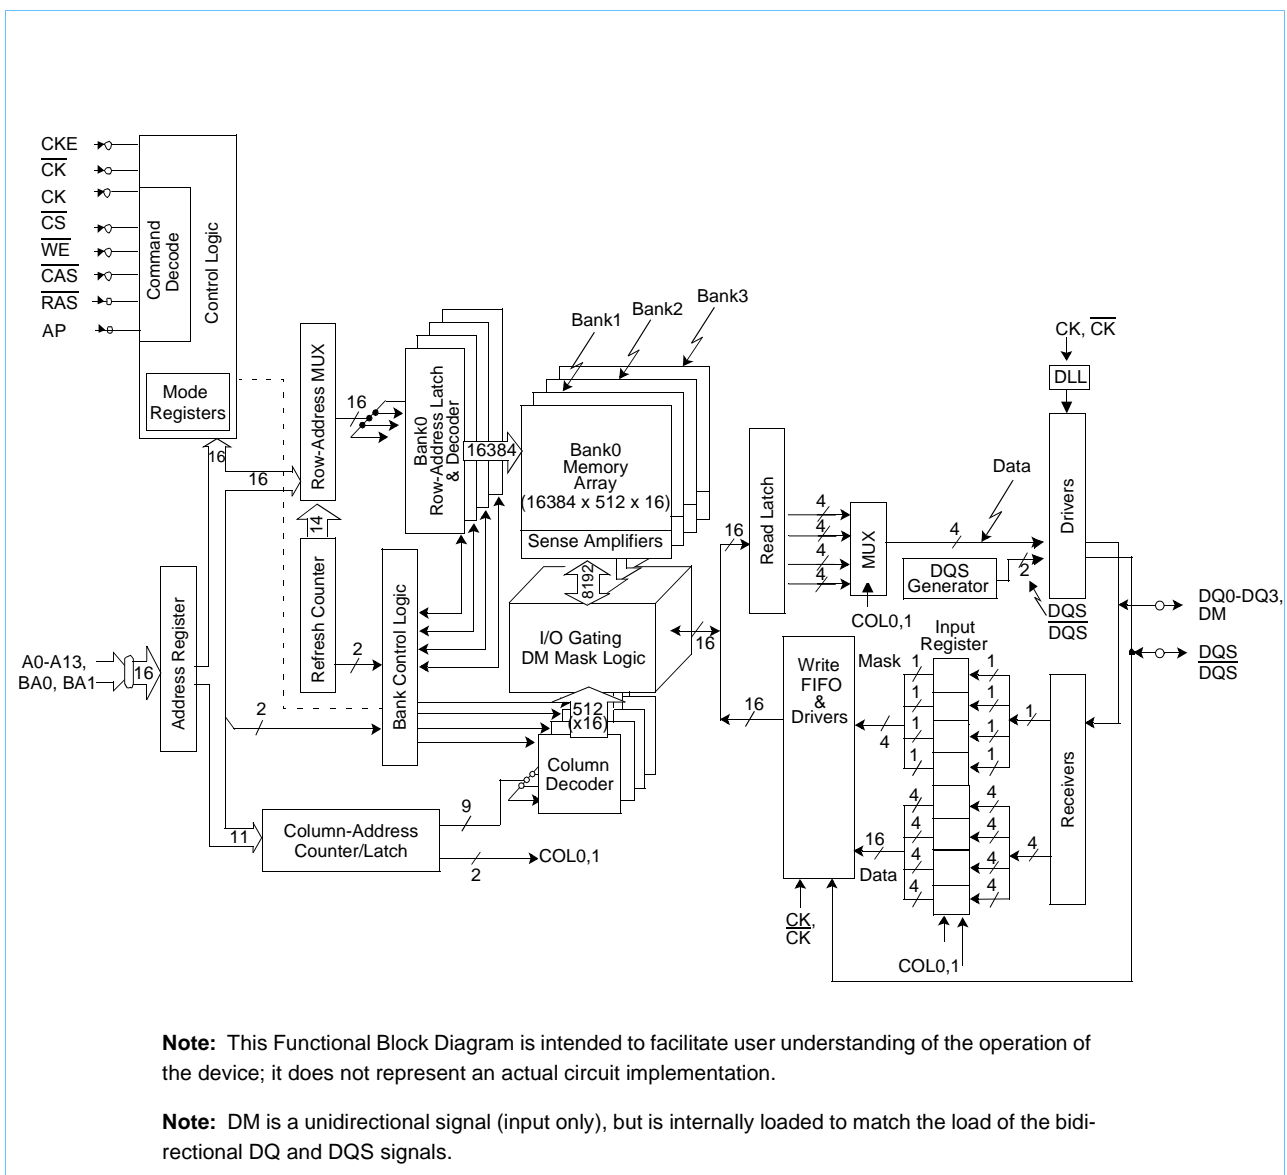 CKE
CK
CK
CS
WE
CAS
RAS
AP
Command
Decode
Control Logic
Mode
Registers
16
16
Row-Address MUX
14
Refresh Counter
2
16
Bank0
Row-Address Latch
& Decoder
16384
Bank1
Bank2
Bank3
Bank0
Memory
Array
(16384 x 512 x 16)
Sense Amplifiers
8192
I/O Gating
DM Mask Logic
16
512
(x16)
Column
Decoder
Bank Control Logic
A0-A13,
BA0, BA1
16
Address Register
2
11
Column-Address
Counter/Latch
9
2
COL0,1
16
Read Latch
4
4
4
4
MUX
COL0,1
4
Data
DQS
Generator
2
DQS
DQS
CK, CK
DLL
Drivers
DQ0-DQ3,
DM
DQS
DQS
Input
Register
Write
FIFO
&
Drivers
16
Mask
4
1
1
1
1
1
1
1
1
1
16
Data
4
4
4
4
4
4
4
4
4
Receivers
CK,
CK
COL0,1
Note: This Functional Block Diagram is intended to facilitate user understanding of the operation of
the device; it does not represent an actual circuit implementation.
Note: DM is a unidirectional signal (input only), but is internally loaded to match the load of the bidi-
rectional DQ and DQS signals.